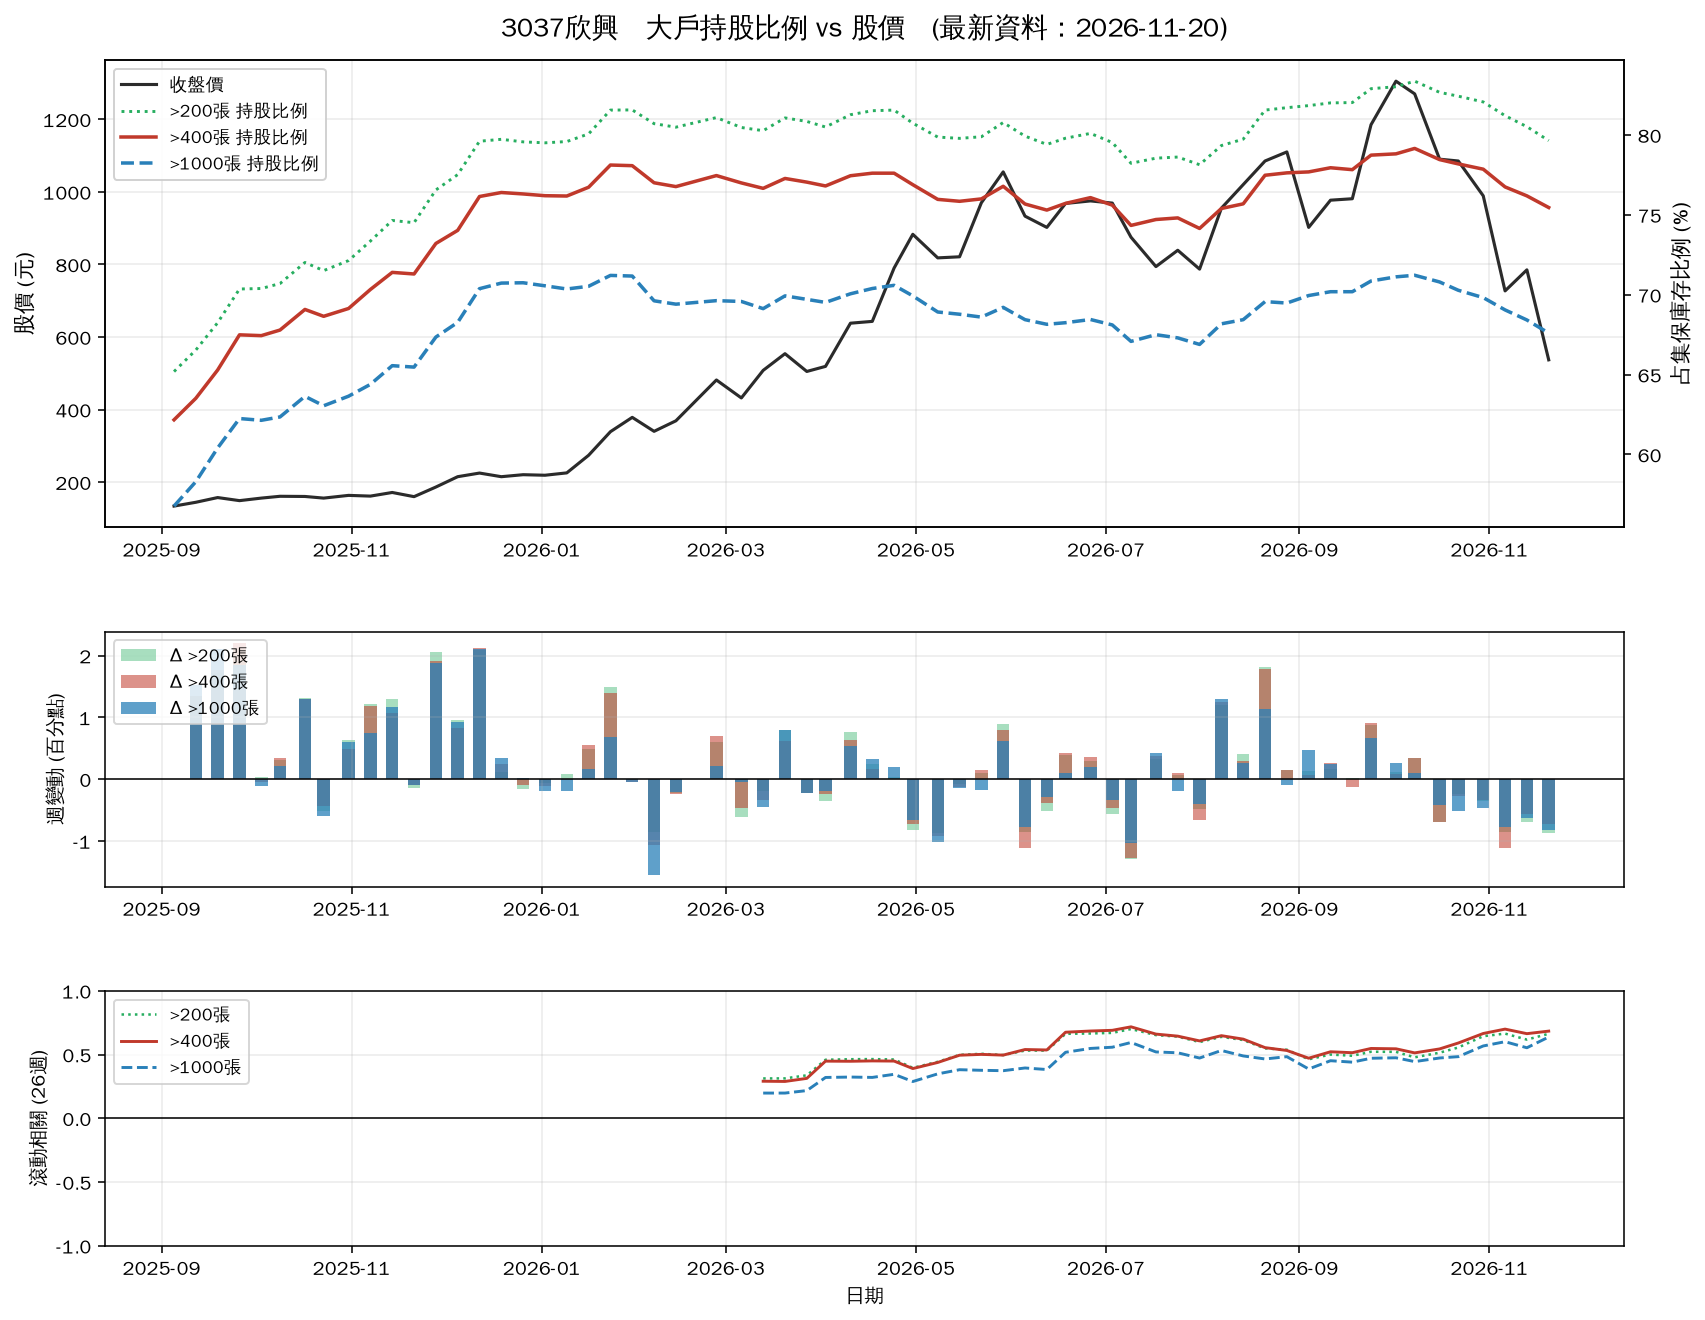 3037欣興　大戶持股比例 vs 股價　(最新資料：2026-11-20)
收盤價
>200張 持股比例
>400張 持股比例
>1000張 持股比例
股價 (元)
1200
1000
800
600
400
200
占集保庫存比例 (%)
80
75
70
65
60
2025-09 2025-11 2026-01 2026-03 2026-05 2026-07 2026-09 2026-11
Δ >200張
Δ >400張
Δ >1000張
週變動 (百分點)
2
1
0
-1
2025-09 2025-11 2026-01 2026-03 2026-05 2026-07 2026-09 2026-11
>200張
>400張
>1000張
滾動相關 (26週)
1.0
0.5
0.0
-0.5
-1.0
2025-09 2025-11 2026-01 2026-03 2026-05 2026-07 2026-09 2026-11
日期